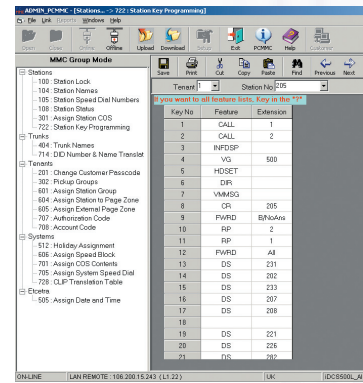 ADMIN_PCMMC - [Stations... -> 722 : Station Key Programming]
File Link Reports Windows Help
Open Close Offline Offline Upload Download Setup Exit PCMMC Help Customer
MMC Group Mode
Save Print Cut Copy Paste Find Previous Next
Tenant 1 Station No 205
If you want to all feature lists, Key in the "?"
Stations
100 : Station Lock
104 : Station Names
105 : Station Speed Dial Numbers
108 : Station Status
301 : Assign Station COS
722 : Station Key Programming
Trunks
404 : Trunk Names
714 : DID Number & Name Translat
Tenants
201 : Change Customer Passcode
302 : Pickup Groups
601 : Assign Station Group
604 : Assign Station to Page Zone
605 : Assign External Page Zone
707 : Authorization Code
708 : Account Code
Systems
512 : Holiday Assignment
606 : Assign Speed Block
701 : Assign COS Contents
705 : Assign System Speed Dial
728 : CLIP Translation Table
Etcetra
505 : Assign Date and Time
Key No Feature Extension
1 CALL 1
2 CALL 2
3 INFDSP
4 VG 500
5 HDSET
6 DIR
7 VMMSG
8 CR 205
9 FWRD B/NoAns
10 RP 2
11 RP 1
12 FWRD All
13 DS 231
14 DS 202
15 DS 233
16 DS 207
17 DS 208
18
19 DS 221
20 DS 226
21 DS 282
ON-LINE LAN REMOTE : 106.200.15.243 (L1.22) UK iDCS500L_A